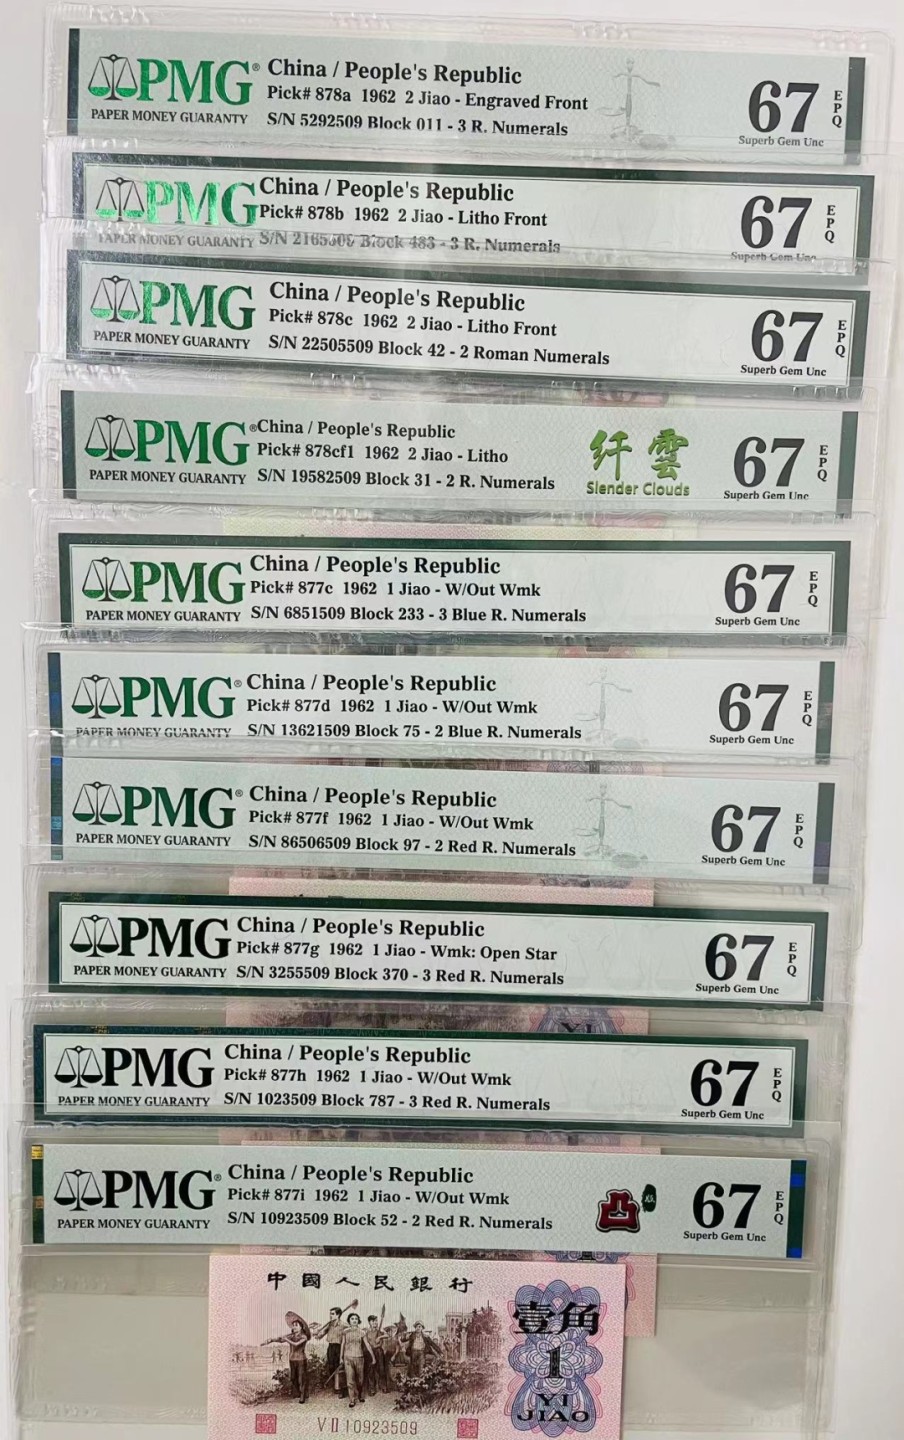 PMG®
PAPER MONEY GUARANTY
China / People's Republic
Pick# 878a 1962 2 Jiao - Engraved Front
S/N 5292509 Block 011 - 3 R. Numerals
67 EPQ
Superb Gem Unc
PMG
PAPER MONEY GUARANTY
China / People's Republic
Pick# 878b 1962 2 Jiao - Litho Front
S/N Block 483 - 3 R. Numerals
67 EPQ
Superb Gem Unc
PMG
PAPER MONEY GUARANTY
China / People's Republic
Pick# 878c 1962 2 Jiao - Litho Front
S/N 22505509 Block 42 - 2 Roman Numerals
67 EPQ
Superb Gem Unc
PMG®
PAPER MONEY GUARANTY
China / People's Republic
Pick# 878cf1 1962 2 Jiao - Litho
S/N 19582509 Block 31 - 2 R. Numerals
纤雲
Slender Clouds
67 EPQ
Superb Gem Unc
PMG
PAPER MONEY GUARANTY
China / People's Republic
Pick# 877c 1962 1 Jiao - W/Out Wmk
S/N 6851509 Block 233 - 3 Blue R. Numerals
67 EPQ
Superb Gem Unc
PMG®
PAPER MONEY GUARANTY
China / People's Republic
Pick# 877d 1962 1 Jiao - W/Out Wmk
S/N 13621509 Block 75 - 2 Blue R. Numerals
67 EPQ
Superb Gem Unc
PMG®
PAPER MONEY GUARANTY
China / People's Republic
Pick# 877f 1962 1 Jiao - W/Out Wmk
S/N 86506509 Block 97 - 2 Red R. Numerals
67 EPQ
Superb Gem Unc
PMG
PAPER MONEY GUARANTY
China / People's Republic
Pick# 877g 1962 1 Jiao - Wmk: Open Star
S/N 3255509 Block 370 - 3 Red R. Numerals
67 EPQ
Superb Gem Unc
YI
PMG
PAPER MONEY GUARANTY
China / People's Republic
Pick# 877h 1962 1 Jiao - W/Out Wmk
S/N 1023509 Block 787 - 3 Red R. Numerals
67 EPQ
Superb Gem Unc
PMG®
PAPER MONEY GUARANTY
China / People's Republic
Pick# 877i 1962 1 Jiao - W/Out Wmk
S/N 10923509 Block 52 - 2 Red R. Numerals
凸版
67 EPQ
Superb Gem Unc
中國人民銀行
壹角
1
YI
JIAO
VII 10923509